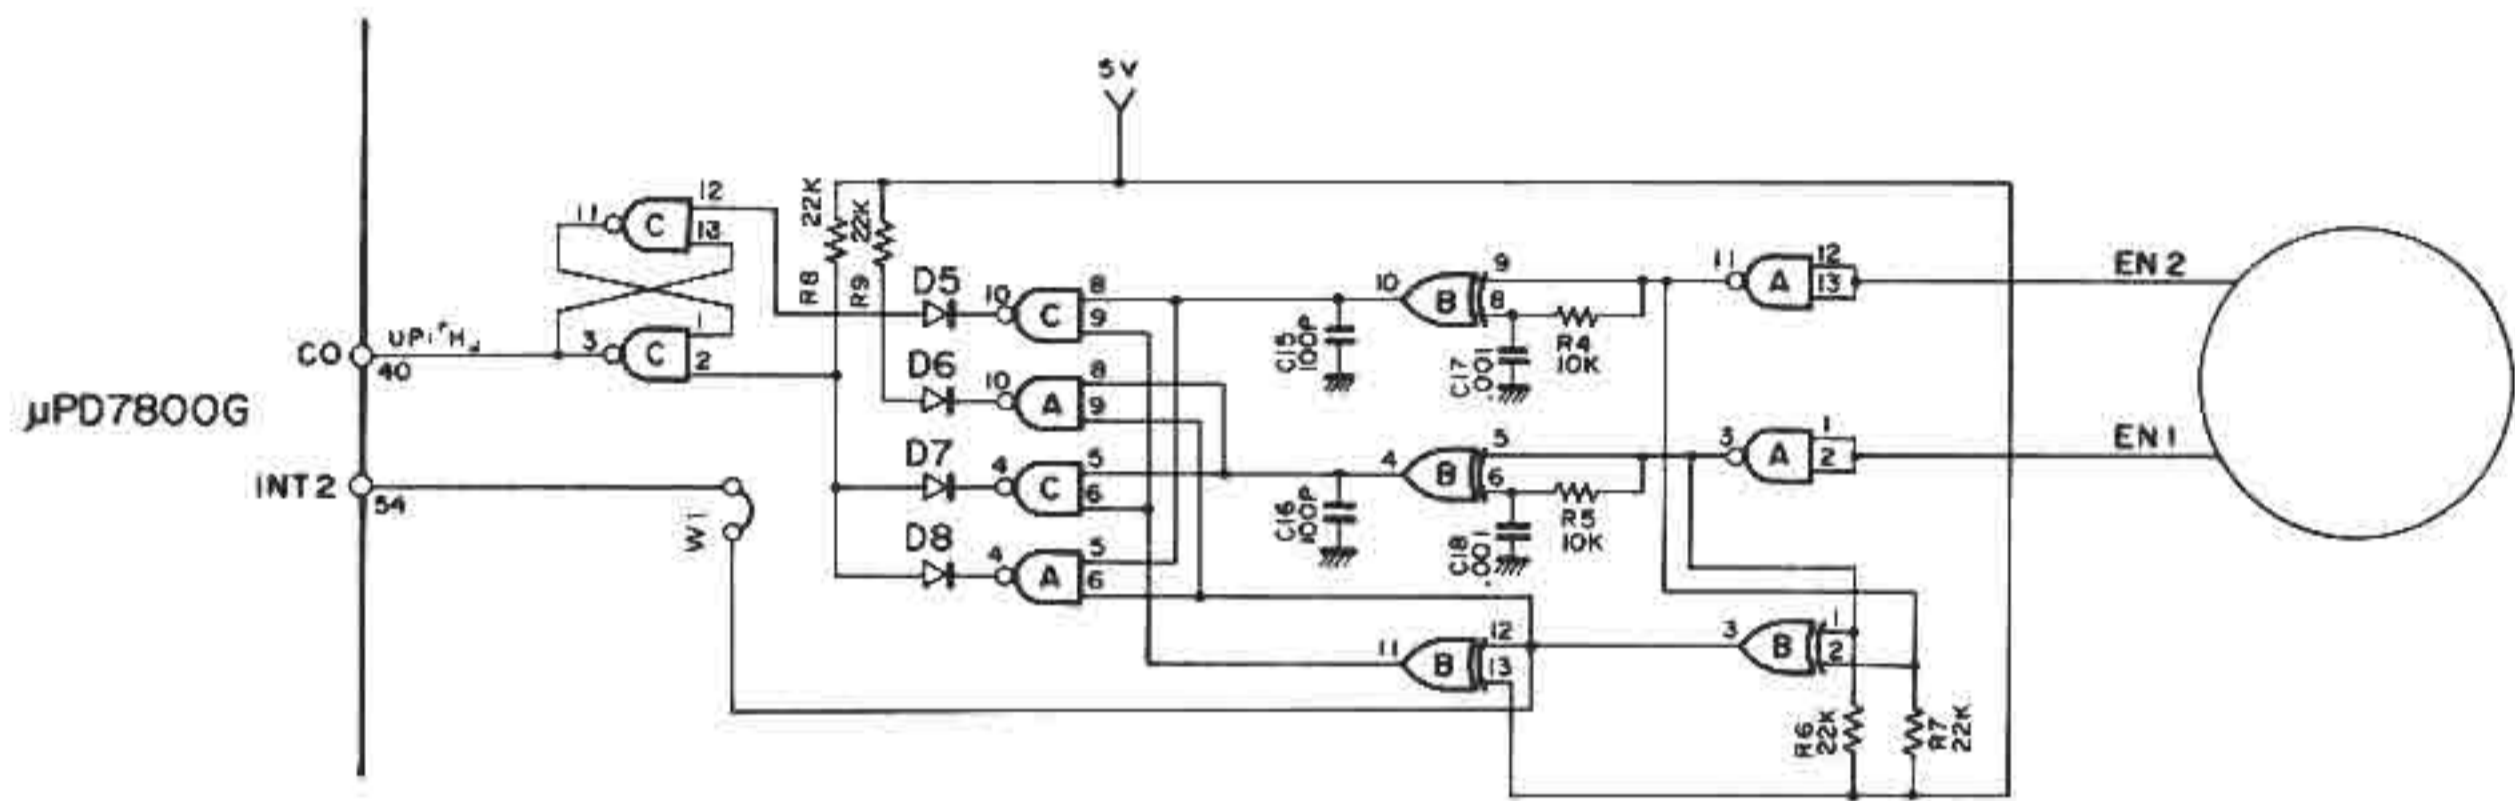 5V
12
11
C
13
22K
22K
R8
R9
1
3
C
2
CO
40
µPD7800G
INT2
54
W1
D5
10
C
8
9
D6
10
A
8
9
D7
4
C
5
6
D8
4
A
5
6
C15
100P
10
B
9
8
C17
.001
R4
10K
11
A
12
13
EN2
C16
100P
4
B
5
6
C18
.001
R5
10K
3
A
1
2
EN1
11
B
12
13
3
B
1
2
R6
22K
R7
22K